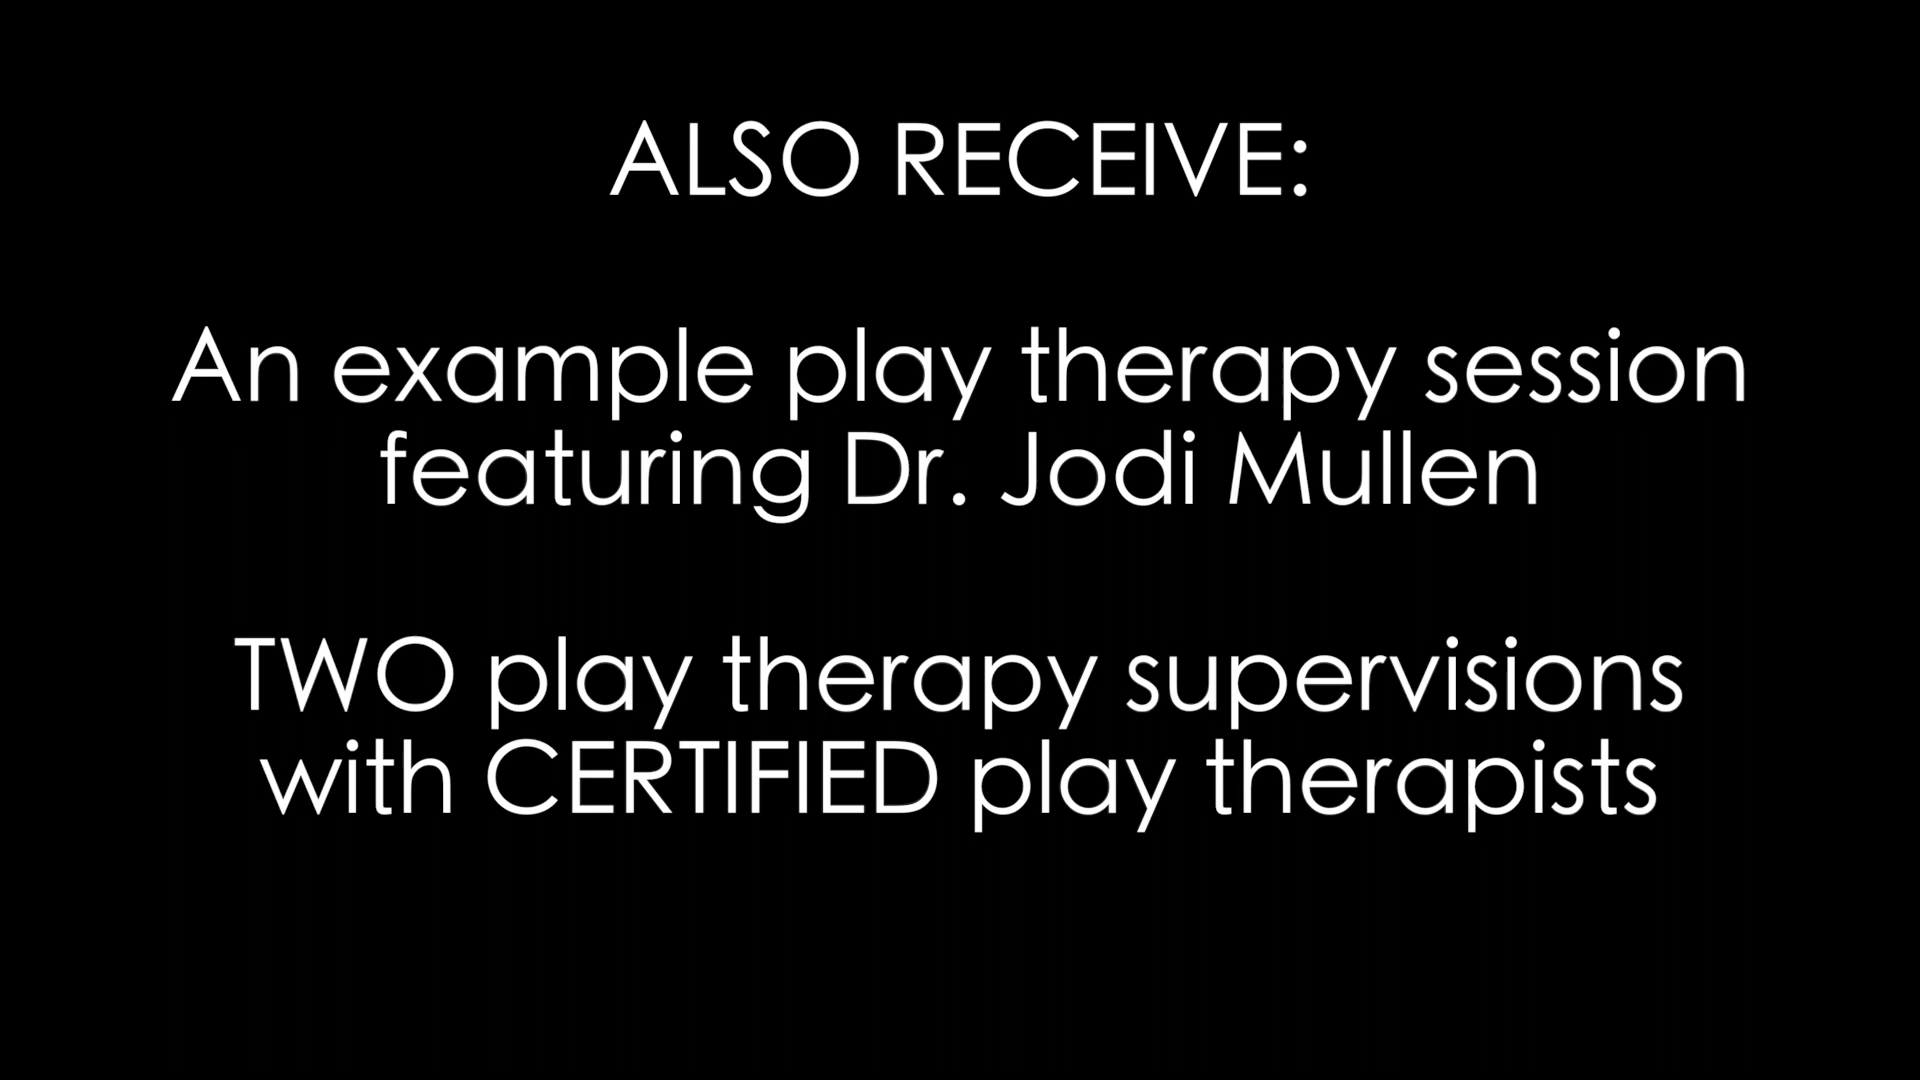 ALSO RECEIVE:
An example play therapy session
featuring Dr. Jodi Mullen
TWO play therapy supervisions
with CERTIFIED play therapists